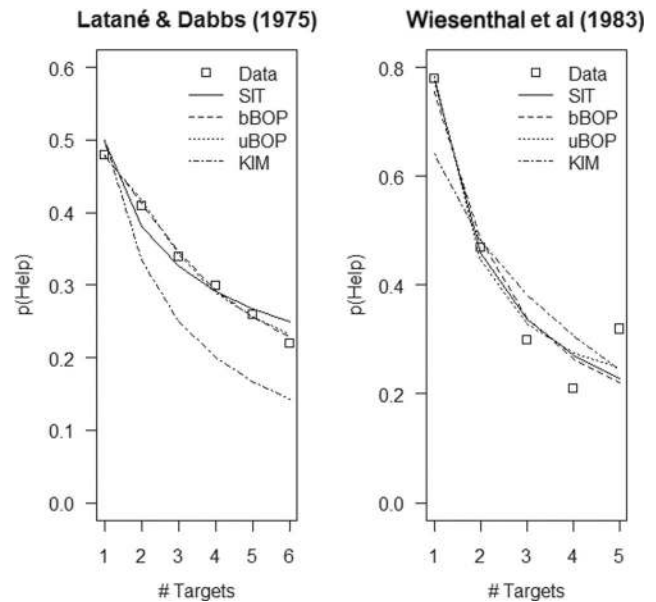 Latané & Dabbs (1975)
0.6
0.5
0.4
0.3
0.2
0.1
0.0
p(Help)
Data
SIT
bBOP
uBOP
KIM
1 2 3 4 5 6
# Targets
Wiesenthal et al (1983)
0.8
0.6
0.4
0.2
0.0
p(Help)
Data
SIT
bBOP
uBOP
KIM
1 2 3 4 5
# Targets